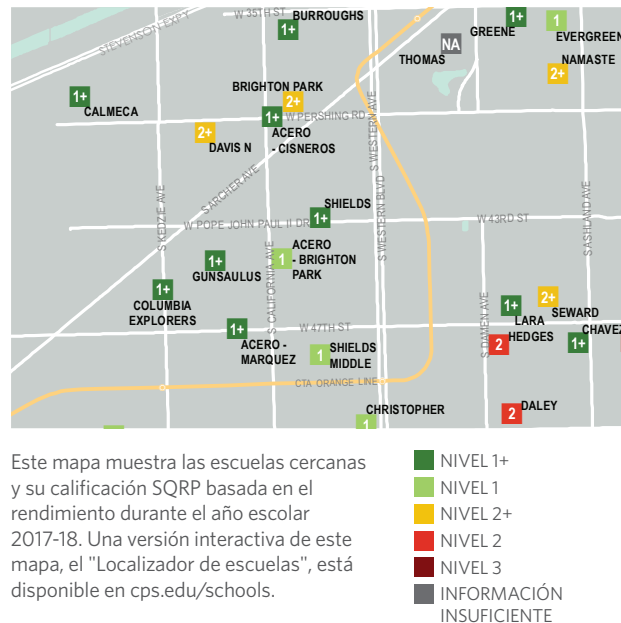 W 35TH ST
BURROUGHS
1+
STEVENSON EXPY
THOMAS
NA
GREENE
1+
1
EVERGREEN
NAMASTE
2+
1+
CALMECA
BRIGHTON PARK
2+
W PERSHING RD
1+
ACERO
- CISNEROS
2+
DAVIS N
S ARCHER AVE
S WESTERN AVE
S KEDZIE AVE
SHIELDS
1+
W POPE JOHN PAUL II DR
W 43RD ST
S ASHLAND AVE
S WESTERN BLVD
S CALIFORNIA AVE
1
ACERO
- BRIGHTON
PARK
1+
GUNSAULUS
1+
COLUMBIA
EXPLORERS
S DAMEN AVE
2+
SEWARD
1+
LARA
HEDGES
2
1+
CHAVEZ
1+
ACERO -
MARQUEZ
W 47TH ST
1
SHIELDS
MIDDLE
CTA ORANGE LINE
CHRISTOPHER
1
2
DALEY
Este mapa muestra las escuelas cercanas
y su calificación SQRP basada en el
rendimiento durante el año escolar
2017-18. Una versión interactiva de este
mapa, el "Localizador de escuelas", está
disponible en cps.edu/schools.
NIVEL 1+
NIVEL 1
NIVEL 2+
NIVEL 2
NIVEL 3
INFORMACIÓN
INSUFICIENTE